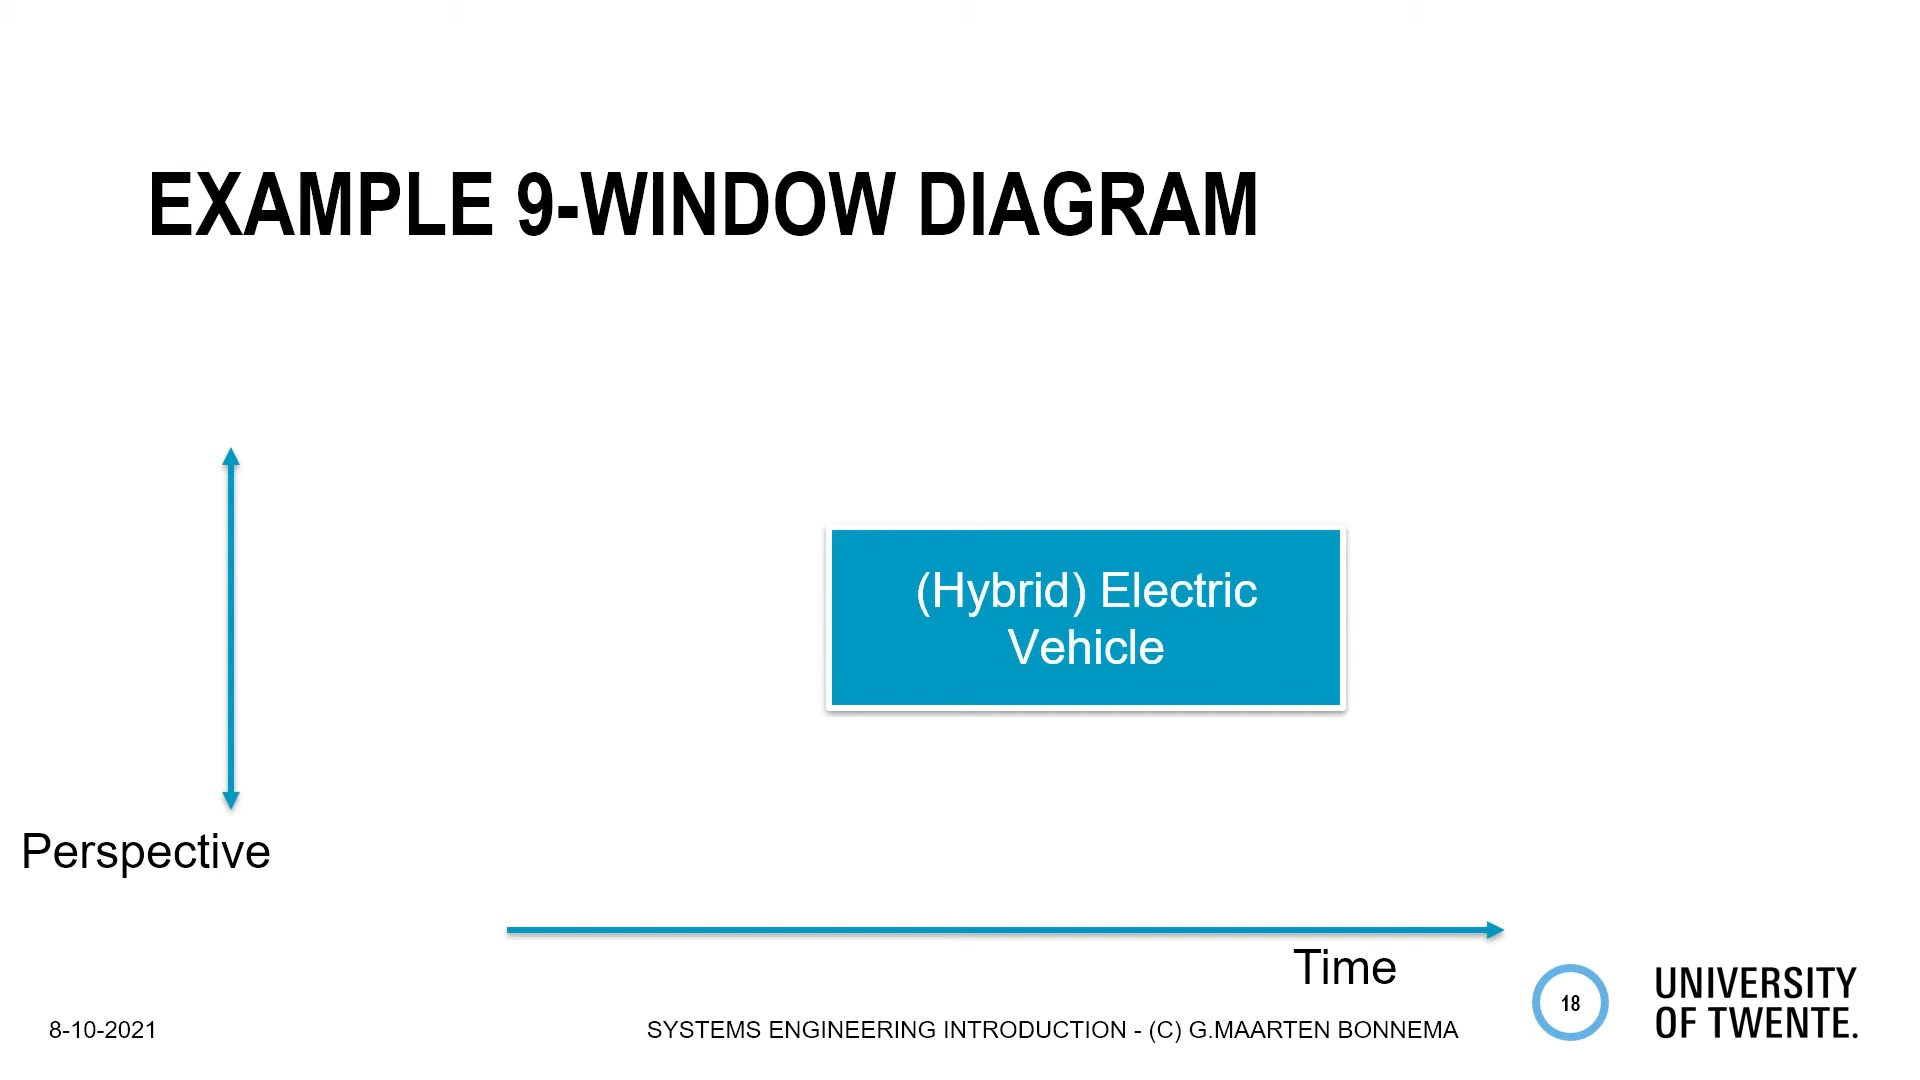 EXAMPLE 9-WINDOW DIAGRAM
(Hybrid) Electric
Vehicle
Perspective
Time
8-10-2021
SYSTEMS ENGINEERING INTRODUCTION - (C) G.MAARTEN BONNEMA
18
UNIVERSITY
OF TWENTE.